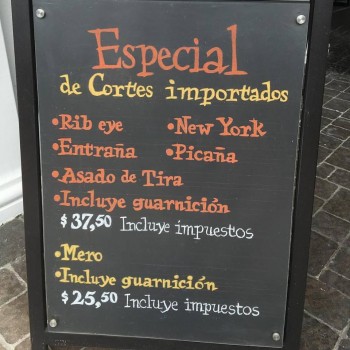 Especial
de Cortes importados
•Rib eye •New York
•Entraña •Picaña
•Asado de Tira
•Incluye guarnición
$ 37,50 Incluye impuestos
•Mero
•Incluye guarnición
$ 25,50 Incluye impuestos